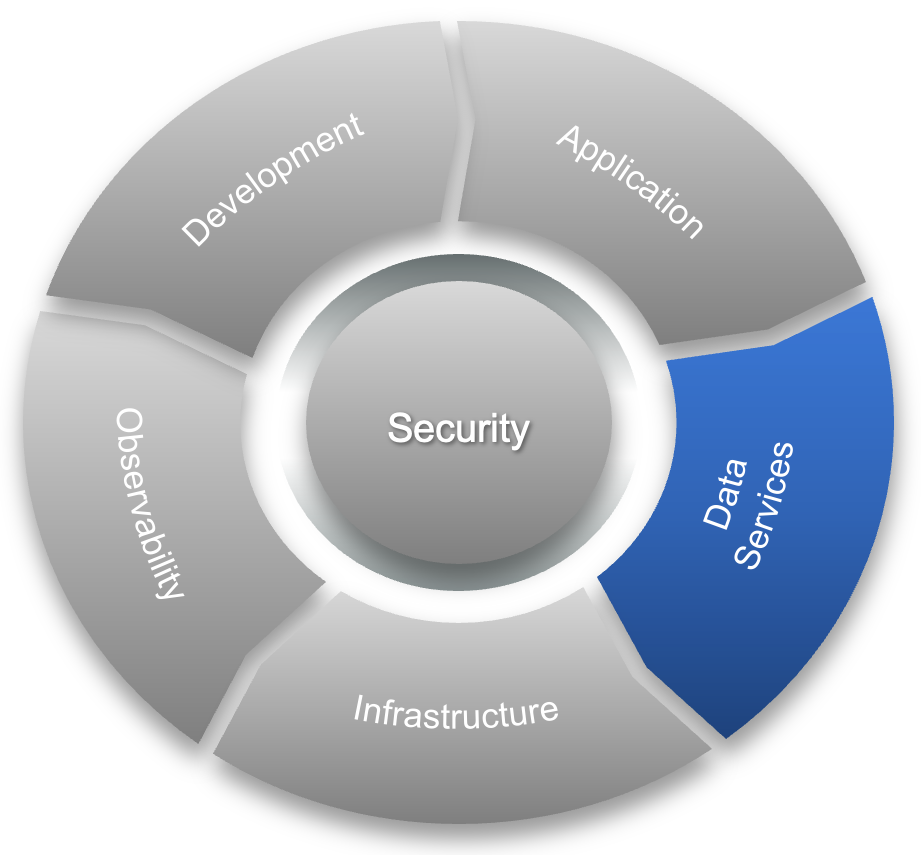 Development
Application
Security
Data
Services
Observability
Infrastructure